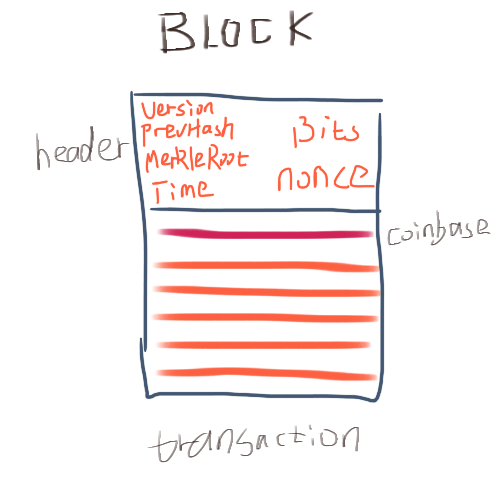 BLOCK
Version
PrevHash
MerkleRoot
Time
Bits
nonce
header
coinbase
transaction